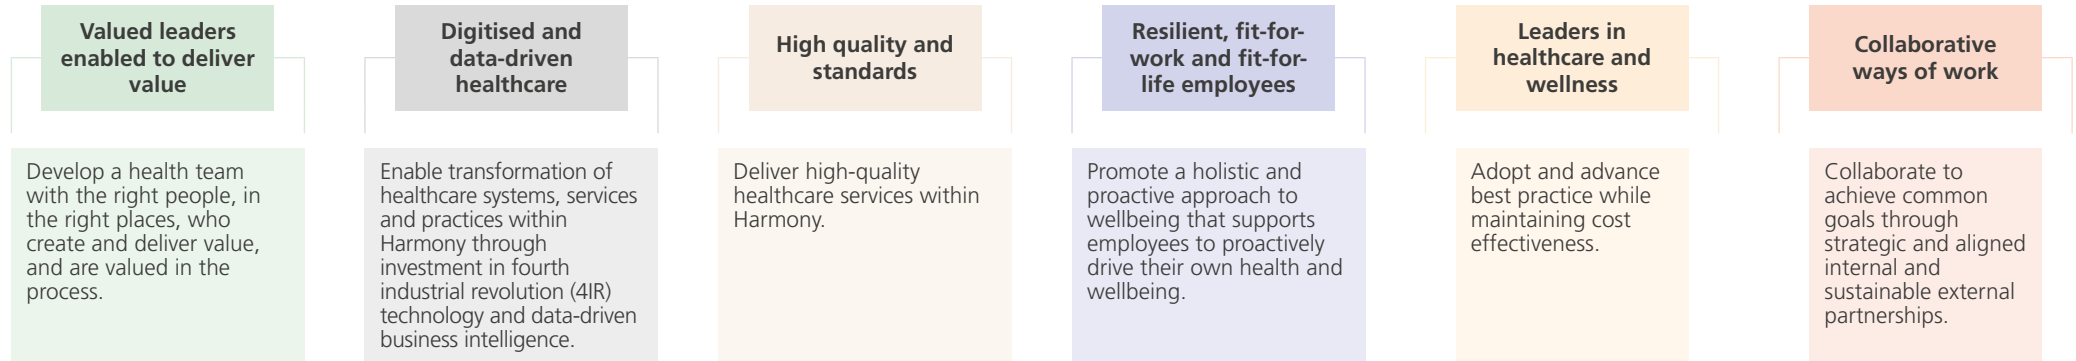 Valued leaders
enabled to deliver
value
Develop a health team
with the right people, in
the right places, who
create and deliver value,
and are valued in the
process.
Digitised and
data-driven
healthcare
Enable transformation of
healthcare systems, services
and practices within
Harmony through
investment in fourth
industrial revolution (4IR)
technology and data-driven
business intelligence.
High quality and
standards
Deliver high-quality
healthcare services within
Harmony.
Resilient, fit-for-
work and fit-for-
life employees
Promote a holistic and
proactive approach to
wellbeing that supports
employees to proactively
drive their own health and
wellbeing.
Leaders in
healthcare and
wellness
Adopt and advance
best practice while
maintaining cost
effectiveness.
Collaborative
ways of work
Collaborate to
achieve common
goals through
strategic and aligned
internal and
sustainable external
partnerships.